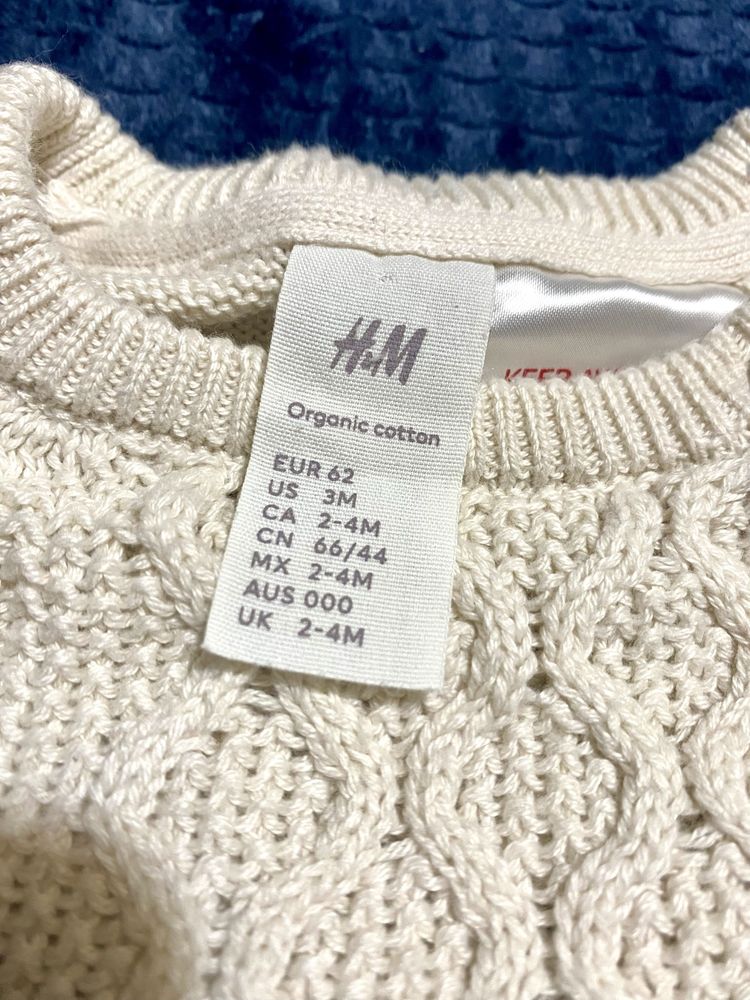 H&M
Organic cotton
EUR 62
US 3M
CA 2-4M
CN 66/44
MX 2-4M
AUS 000
UK 2-4M
KEEP